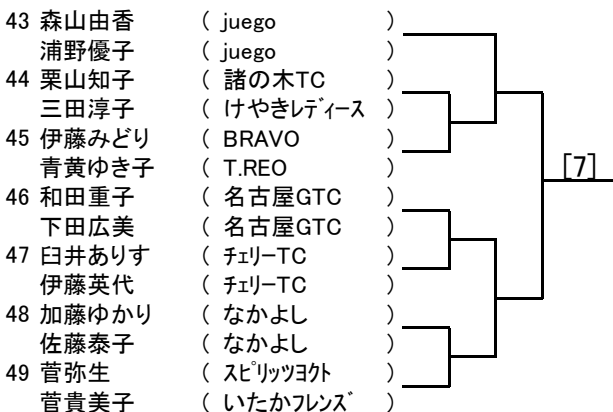 43 森山由香 ( juego )
浦野優子 ( juego )
44 栗山知子 ( 諸の木TC )
三田淳子 ( けやきﾚﾃﾞｨｰｽ )
45 伊藤みどり ( BRAVO )
青黄ゆき子 ( T.REO )
[7]
46 和田重子 ( 名古屋GTC )
下田広美 ( 名古屋GTC )
47 臼井ありす ( ﾁｪﾘｰTC )
伊藤英代 ( ﾁｪﾘｰTC )
48 加藤ゆかり ( なかよし )
佐藤泰子 ( なかよし )
49 菅弥生 ( ｽﾋﾟﾘｯﾂﾖｸﾄ )
菅貴美子 ( いたかﾌﾚﾝｽﾞ )